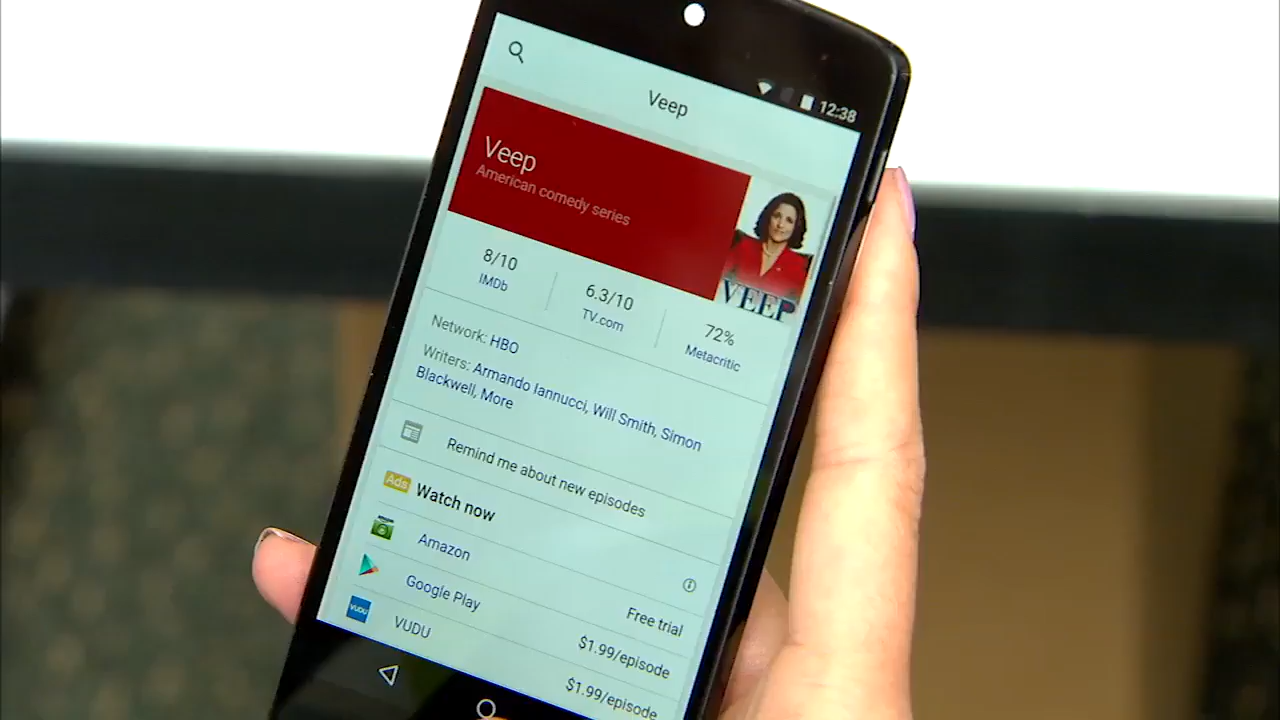 12:38
Veep
Veep
American comedy series
VEEP
8/10
IMDb
6.3/10
TV.com
72%
Metacritic
Network: HBO
Writers: Armando Iannucci, Will Smith, Simon
Blackwell, More
Remind me about new episodes
Ads Watch now
Amazon
Free trial
Google Play
$1.99/episode
VUDU
VUDU
$1.99/episode